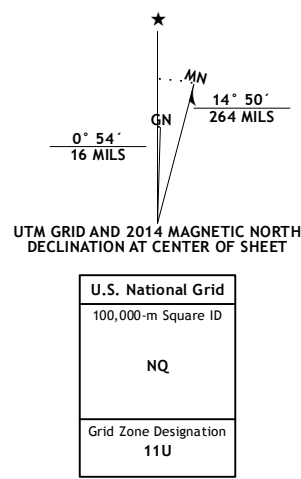 ★
MN
GN
14° 50´
264 MILS
0° 54´
16 MILS
UTM GRID AND 2014 MAGNETIC NORTH
DECLINATION AT CENTER OF SHEET
U.S. National Grid
100,000-m Square ID
NQ
Grid Zone Designation
11U